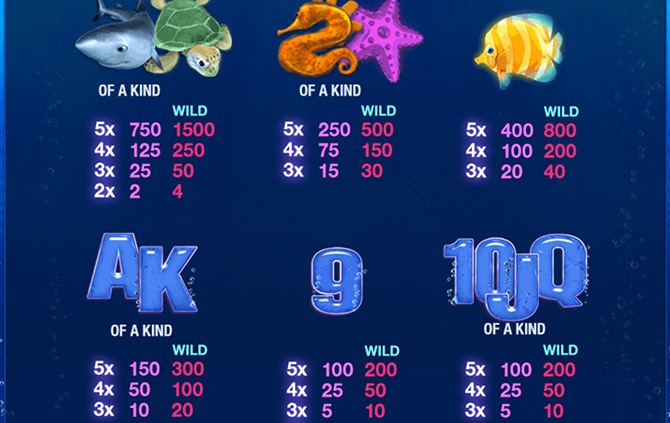 OF A KIND
WILD
5x 750 1500
4x 125 250
3x 25 50
2x 2 4
OF A KIND
WILD
5x 250 500
4x 75 150
3x 15 30
WILD
5x 400 800
4x 100 200
3x 20 40
AK
OF A KIND
WILD
5x 150 300
4x 50 100
3x 10 20
9
WILD
5x 100 200
4x 25 50
3x 5 10
10JQ
OF A KIND
WILD
5x 100 200
4x 25 50
3x 5 10